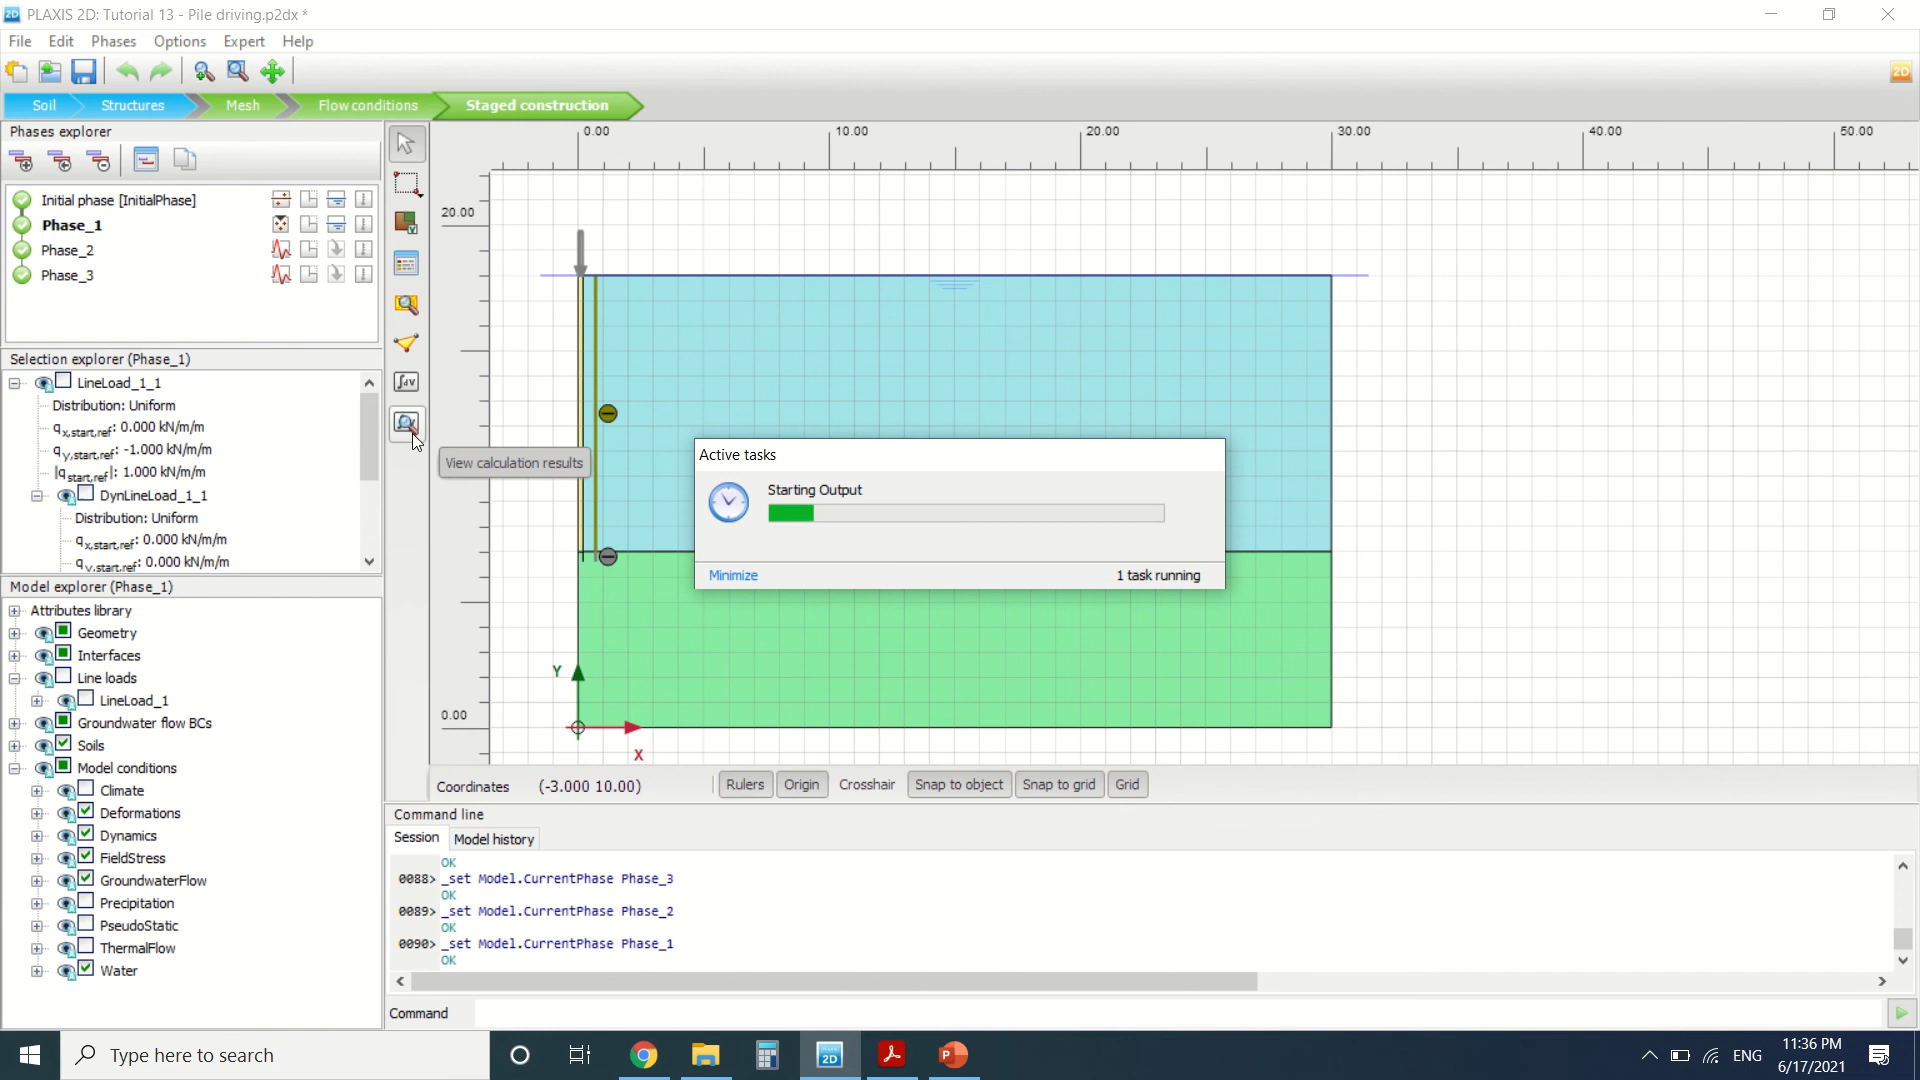 PLAXIS 2D: Tutorial 13 - Pile driving.p2dx *
File Edit Phases Options Expert Help
Soil Structures Mesh Flow conditions Staged construction
Phases explorer
Initial phase [InitialPhase]
Phase_1
Phase_2
Phase_3
Selection explorer (Phase_1)
LineLoad_1_1
Distribution: Uniform
qx,start,ref: 0.000 kN/m/m
qy,start,ref: -1.000 kN/m/m
|qstart,ref|: 1.000 kN/m/m
DynLineLoad_1_1
Distribution: Uniform
qx,start,ref: 0.000 kN/m/m
qy,start,ref: 0.000 kN/m/m
Model explorer (Phase_1)
Attributes library
Geometry
Interfaces
Line loads
LineLoad_1
Groundwater flow BCs
Soils
Model conditions
Climate
Deformations
Dynamics
FieldStress
GroundwaterFlow
Precipitation
PseudoStatic
ThermalFlow
Water
0.00 10.00 20.00 30.00 40.00 50.00
20.00
0.00
Y
X
View calculation results
Active tasks
Starting Output
Minimize 1 task running
Coordinates (-3.000 10.00) Rulers Origin Crosshair Snap to object Snap to grid Grid
Command line
Session Model history
OK
0088> _set Model.CurrentPhase Phase_3
OK
0089> _set Model.CurrentPhase Phase_2
OK
0090> _set Model.CurrentPhase Phase_1
OK
Command
Type here to search
2D
ENG
11:36 PM
6/17/2021